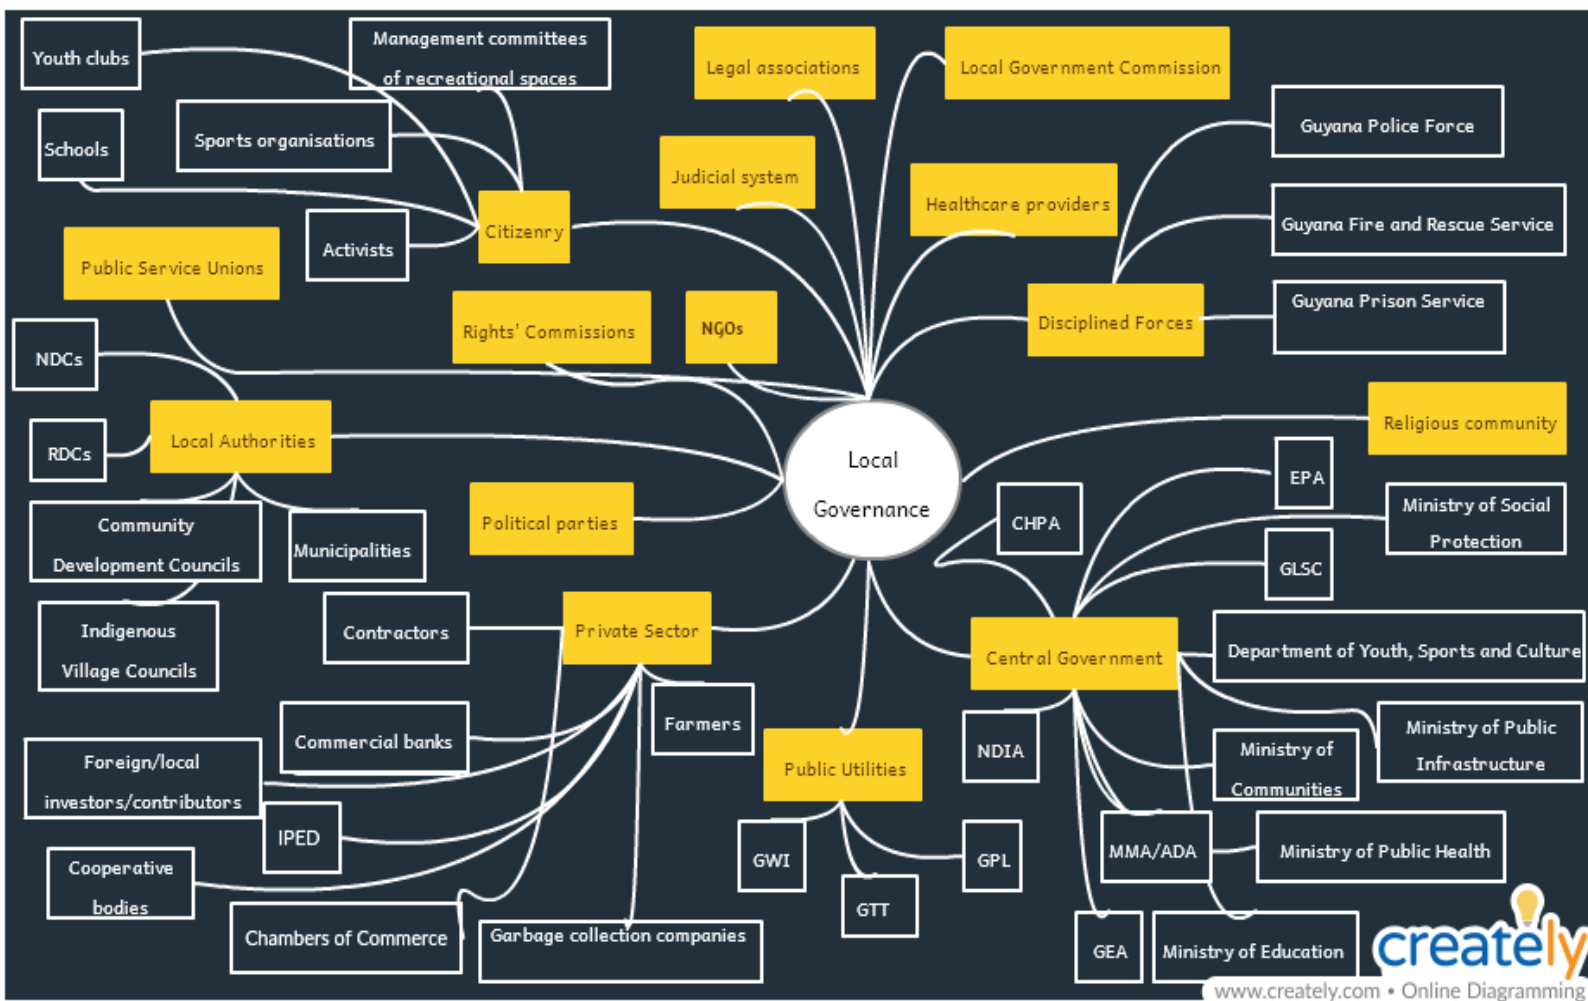 Youth clubs
Management committees
of recreational spaces
Legal associations
Local Government Commission
Schools
Sports organisations
Guyana Police Force
Judicial system
Healthcare providers
Activists
Citizenry
Guyana Fire and Rescue Service
Public Service Unions
Rights' Commissions
NGOs
Disciplined Forces
Guyana Prison Service
NDCs
RDCs
Local Authorities
Religious community
Local
Governance
Political parties
CHPA
EPA
Ministry of Social
Protection
GLSC
Community
Development Councils
Municipalities
Indigenous
Village Councils
Contractors
Private Sector
Central Government
Department of Youth, Sports and Culture
Farmers
Commercial banks
Foreign/local
investors/contributors
IPED
Cooperative
bodies
Chambers of Commerce
Garbage collection companies
Public Utilities
GWI
GTT
GPL
NDIA
Ministry of
Communities
Ministry of Public
Infrastructure
MMA/ADA
Ministry of Public Health
GEA
Ministry of Education
creately
www.creately.com • Online Diagramming